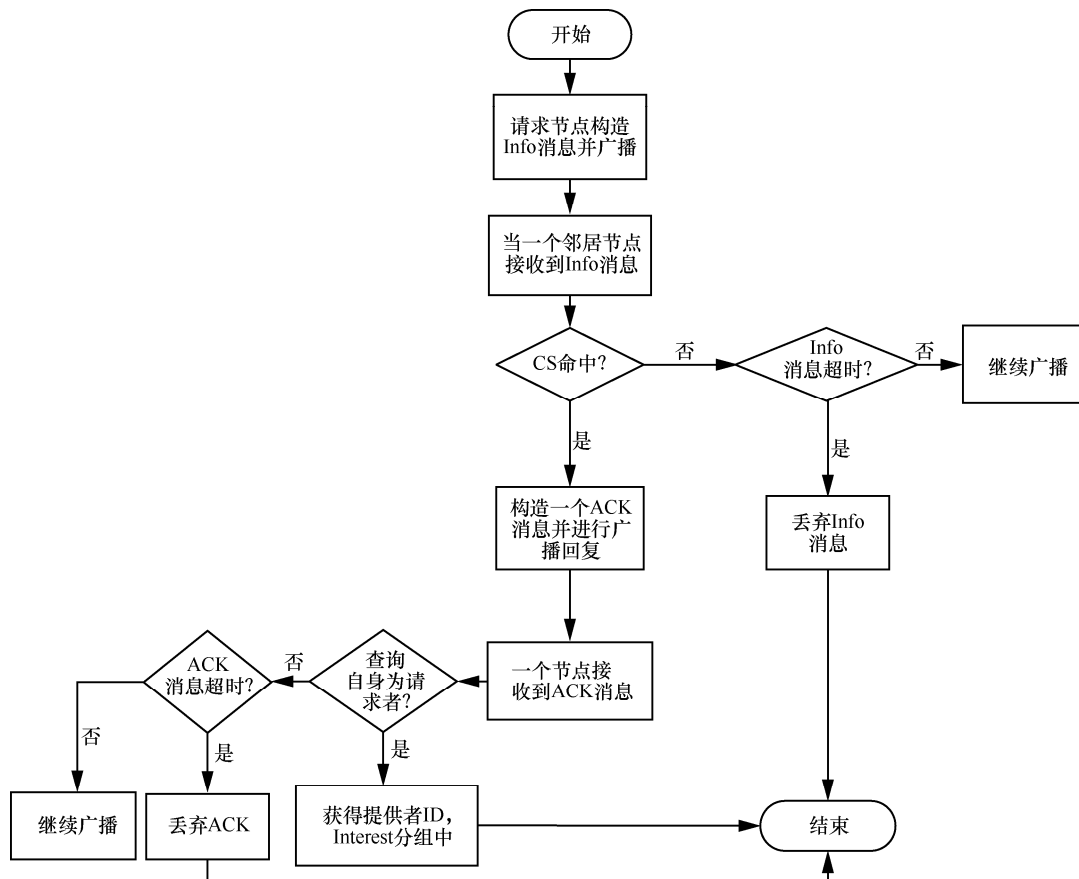 开始
请求节点构造
Info消息并广播
当一个邻居节点
接收到Info消息
CS命中?
否
Info
消息超时?
否
继续广播
是
是
构造一个ACK
消息并进行广
播回复
丢弃Info
消息
一个节点接
收到ACK消息
查询
自身为请
求者?
否
ACK
消息超时?
否
是
是
继续广播
丢弃ACK
获得提供者ID，
Interest分组中
结束